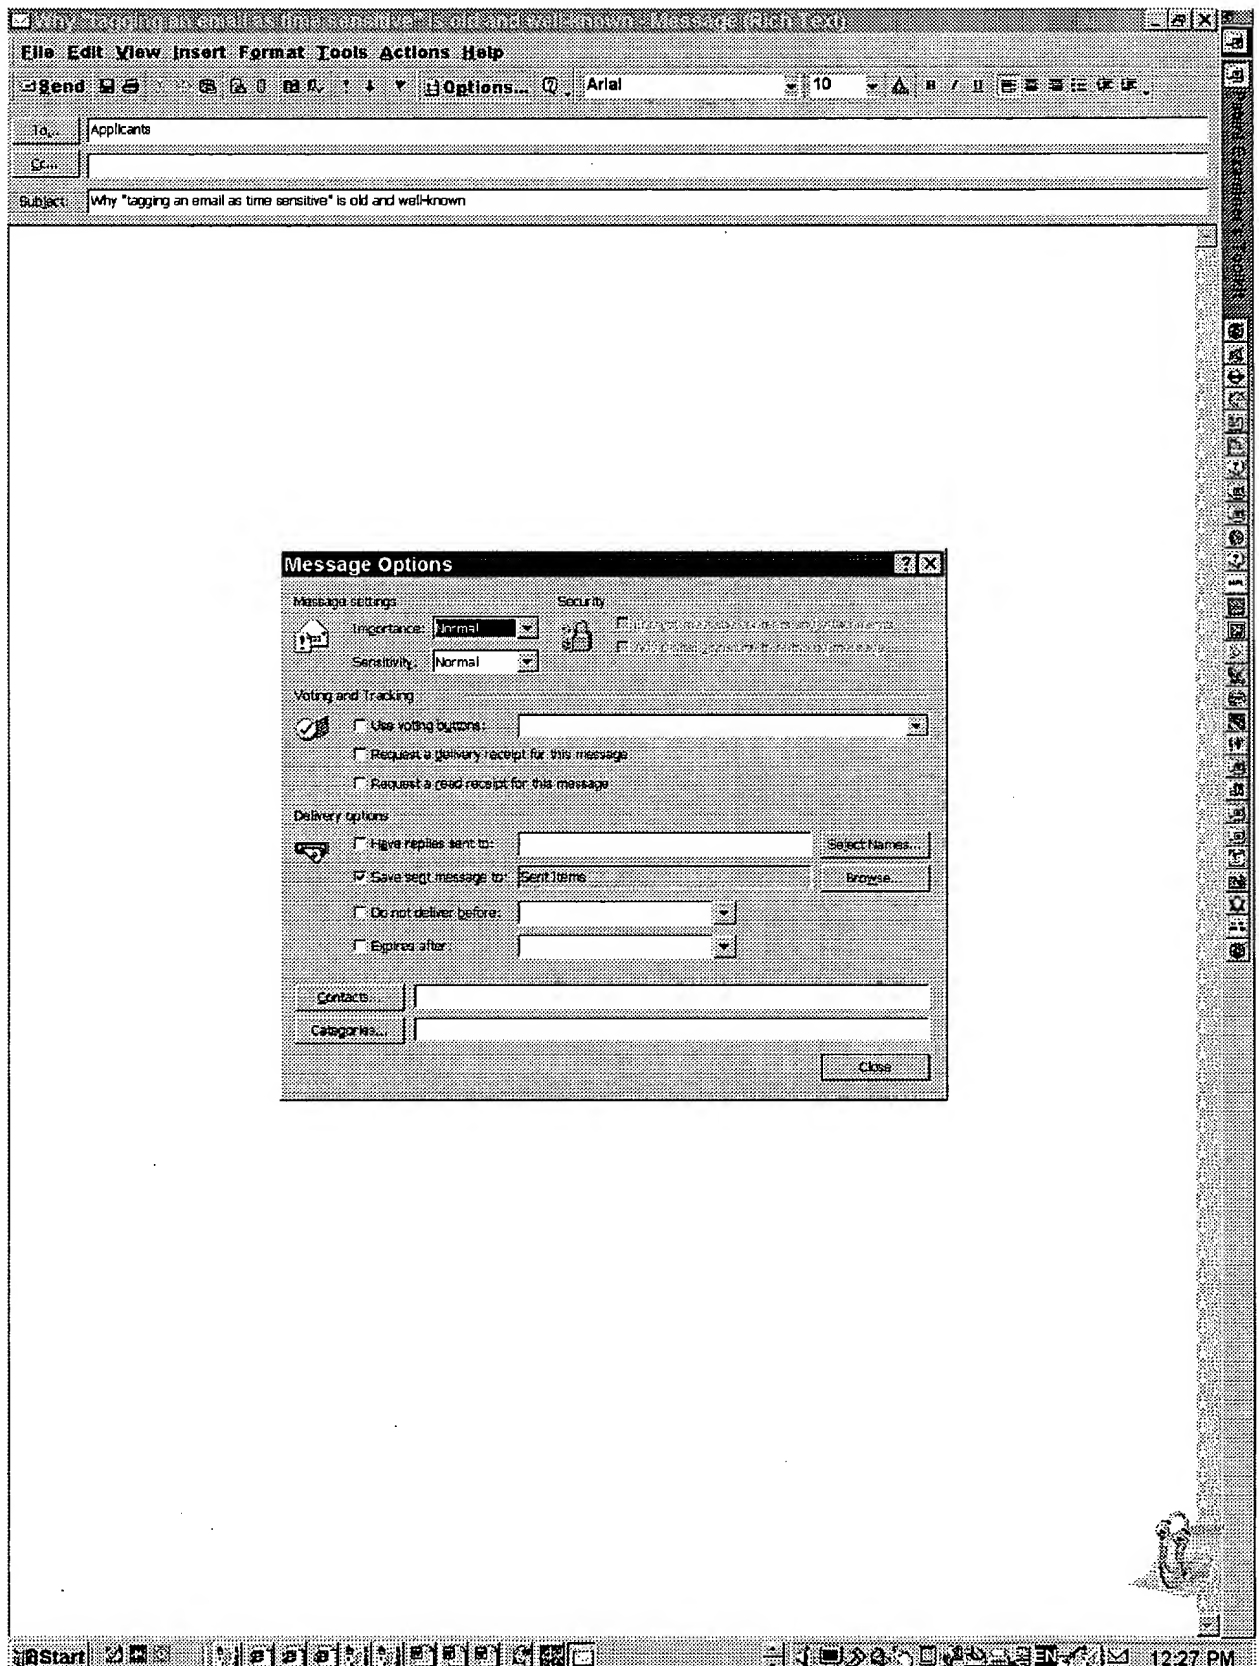 Why "tagging an email as time sensitive" is old and well-known - Message (Rich Text)
File Edit View Insert Format Tools Actions Help
Send Options... Arial 10
To... Applicants
Cc...
Subject: Why "tagging an email as time sensitive" is old and well-known
Patent Examiner's Toolkit
Message Options
Message settings Security
Importance: Normal
Sensitivity: Normal
Voting and Tracking
Use voting buttons:
Request a delivery receipt for this message
Request a read receipt for this message
Delivery options
Have replies sent to: Select Names...
Save sent message to: Sent Items Browse...
Do not deliver before:
Expires after:
Contacts...
Categories...
Close
Start EN 12:27 PM